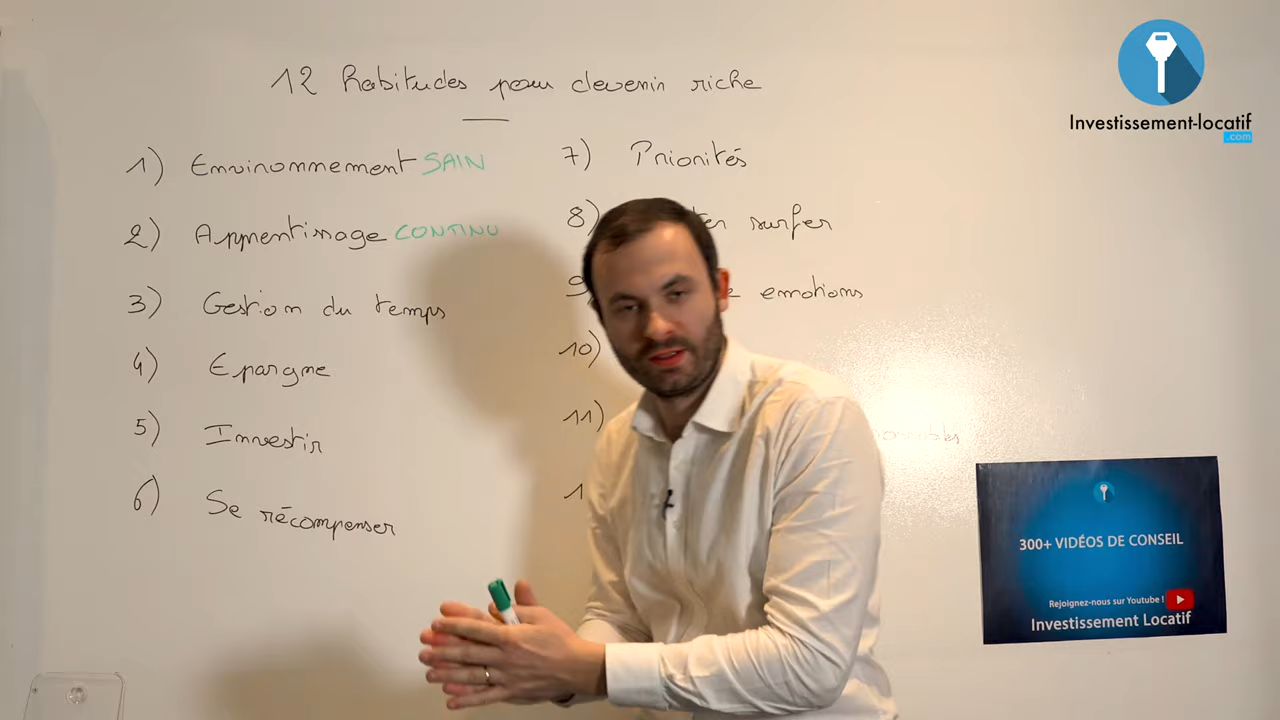 12 habitudes pour devenir riche
1) Environnement SAIN
2) Apprentissage CONTINU
3) Gestion du temps
4) Epargne
5) Investir
6) Se récompenser
7) Priorités
8) surfer
9) emotions
10)
11)
1
Investissement-locatif
.com
300+ VIDÉOS DE CONSEIL
Rejoignez-nous sur Youtube !
Investissement Locatif